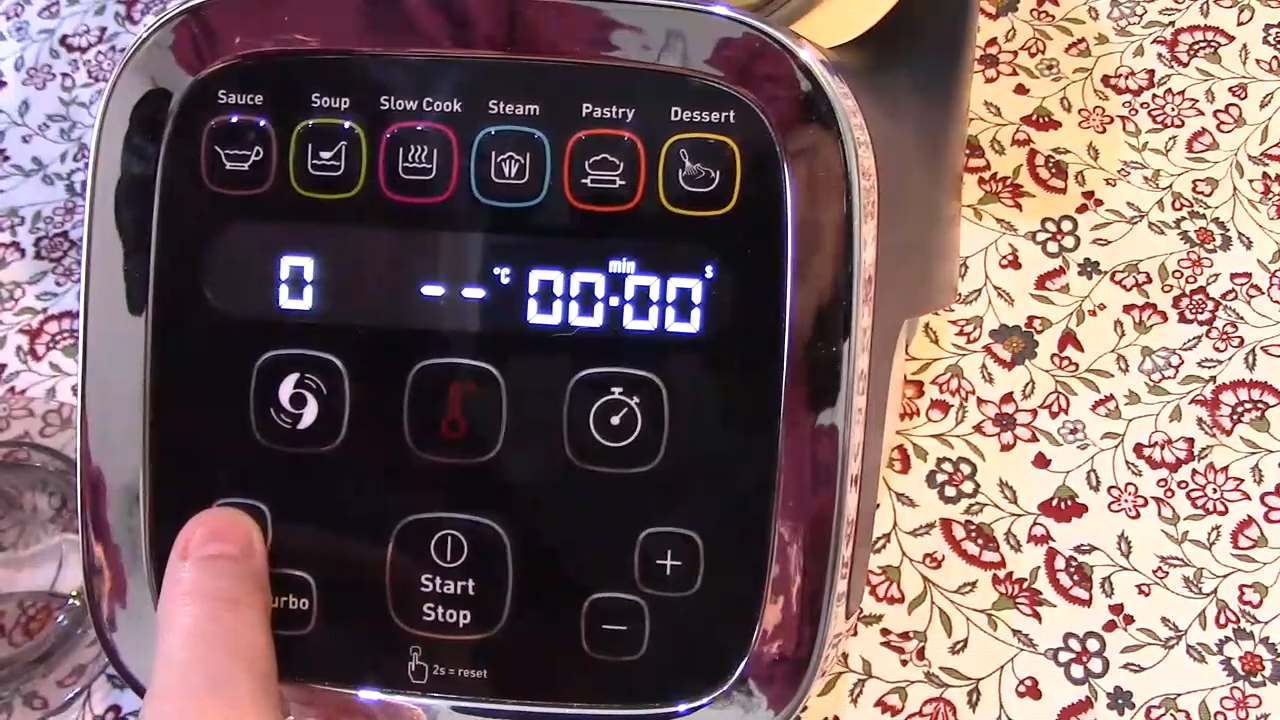 Sauce Soup Slow Cook Steam Pastry Dessert
0 -- °C 00:00 min s
Start
Stop
+
urbo
−
2s = reset